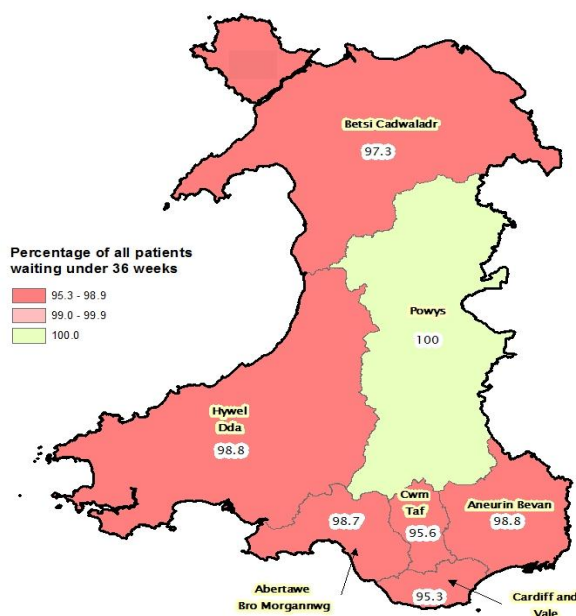 Betsi Cadwaladr
97.3
Percentage of all patients
waiting under 36 weeks
95.3 - 98.9
99.0 - 99.9
100.0
Powys
100
Hywel
Dda
98.8
Cwm
Taf
95.6
Aneurin Bevan
98.8
98.7
Abertawe
Bro Morgannwg
95.3
Cardiff and
Vale